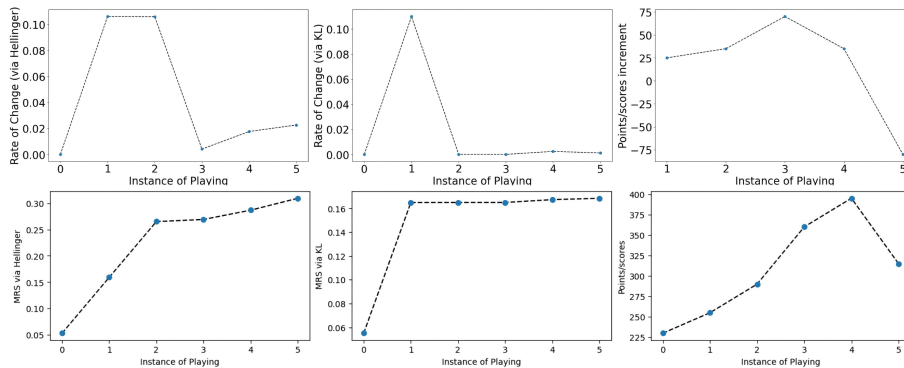 Rate of Change (via Hellinger)
0.10
0.08
0.06
0.04
0.02
0.00
0 1 2 3 4 5
Instance of Playing
Rate of Change (via KL)
0.10
0.08
0.06
0.04
0.02
0.00
0 1 2 3 4 5
Instance of Playing
Points/scores increment
75
50
25
0
−25
−50
−75
1 2 3 4 5
Instance of Playing
MRS via Hellinger
0.30
0.25
0.20
0.15
0.10
0.05
0 1 2 3 4 5
Instance of Playing
MRS via KL
0.16
0.14
0.12
0.10
0.08
0.06
0 1 2 3 4 5
Instance of Playing
Points/scores
400
375
350
325
300
275
250
225
0 1 2 3 4 5
Instance of Playing